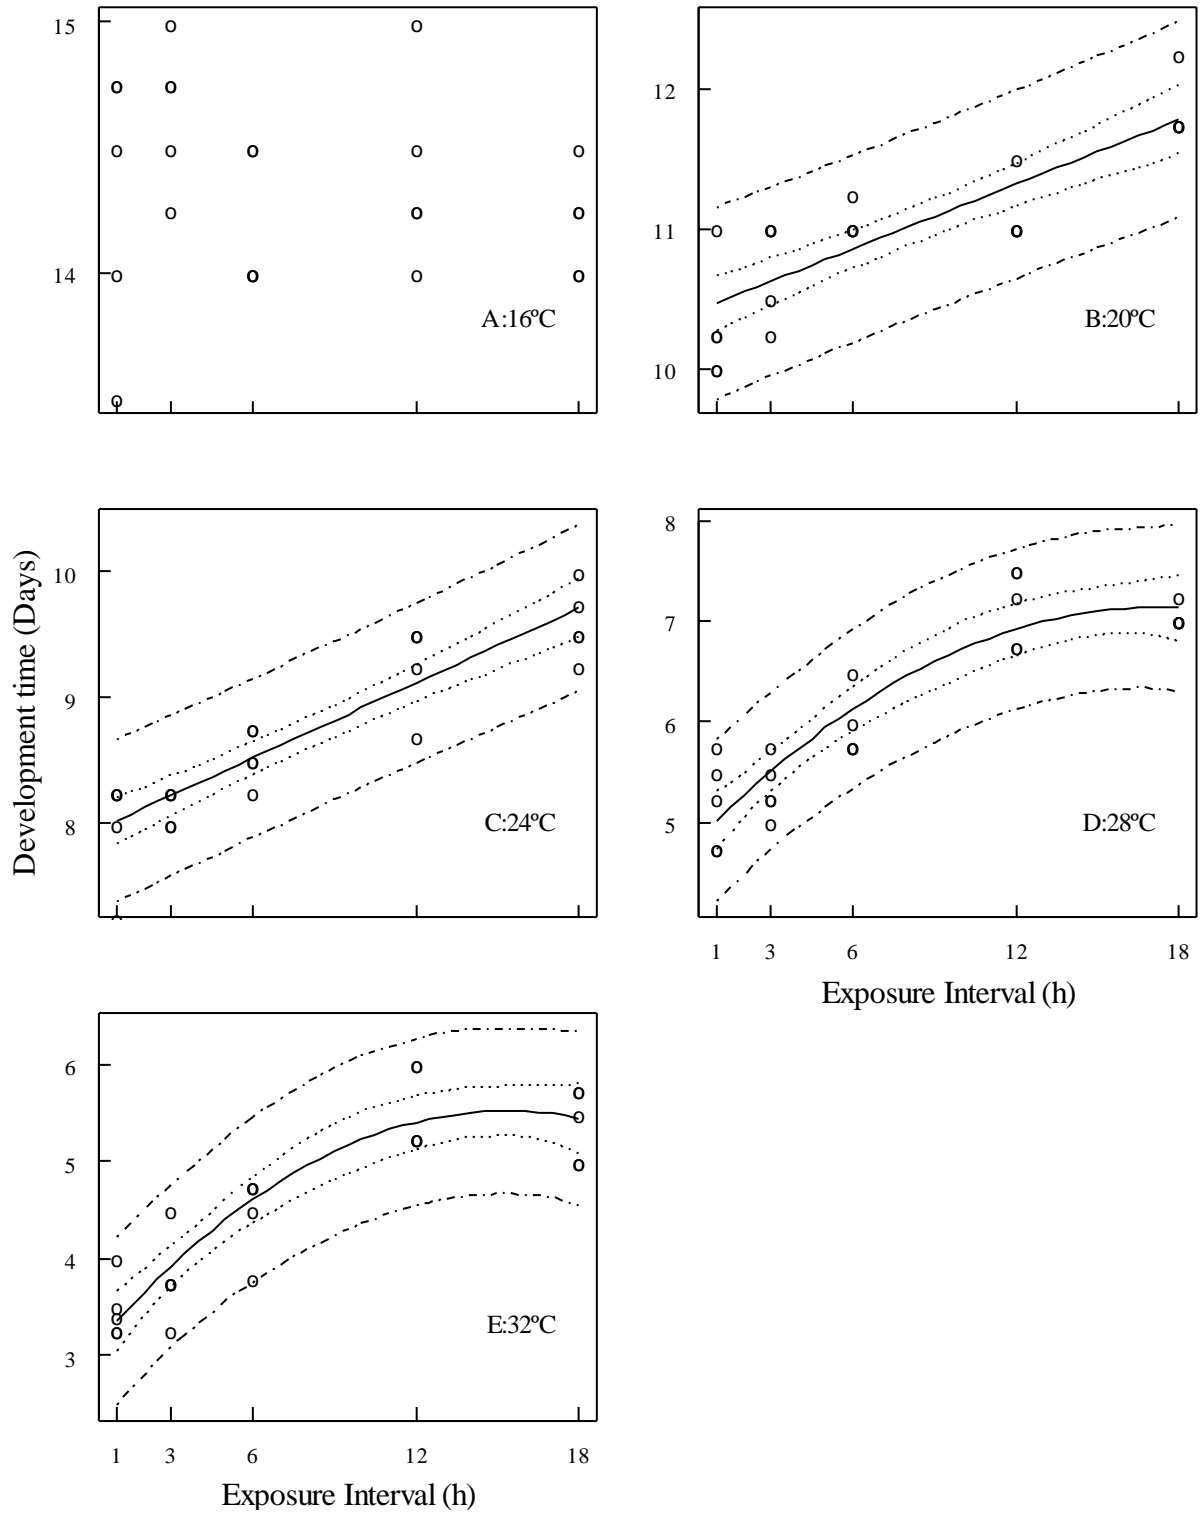 15
14
A:16ºC
12
11
10
B:20ºC
Development time (Days)
10
9
8
C:24ºC
8
7
6
5
D:28ºC
1 3 6 12 18
Exposure Interval (h)
6
5
4
3
E:32ºC
1 3 6 12 18
Exposure Interval (h)